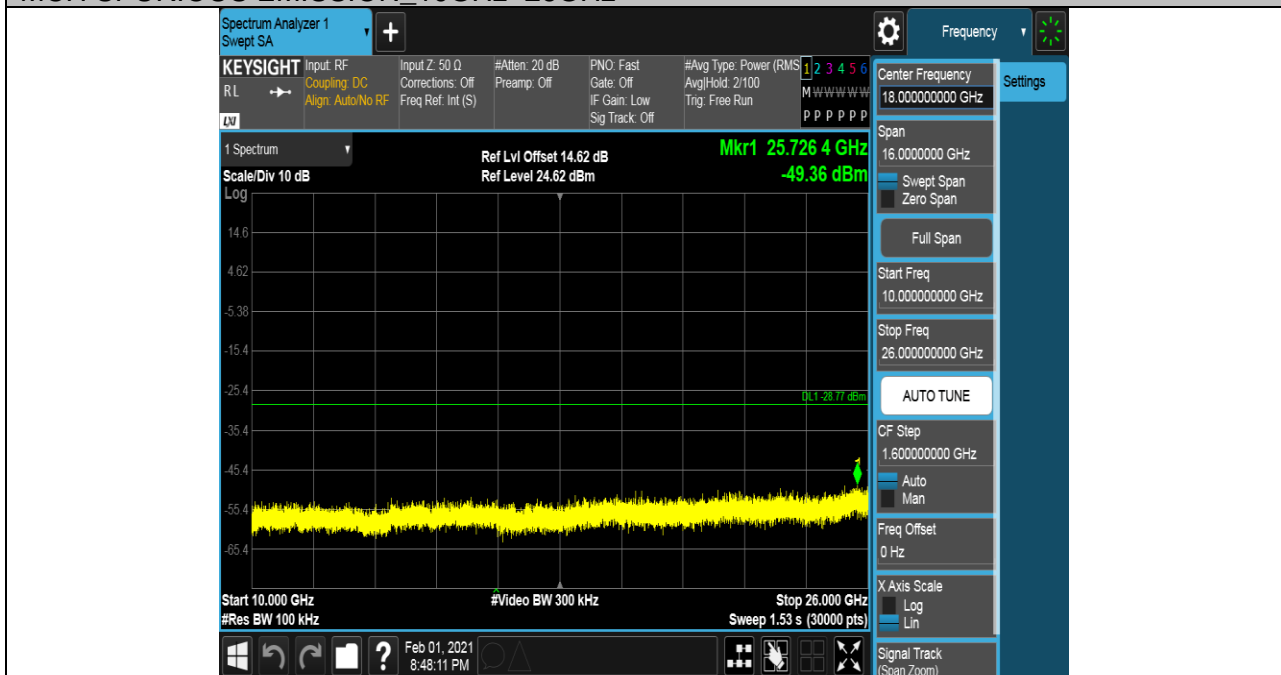 Spectrum Analyzer 1
Swept SA
+
Frequency
KEYSIGHT
RL
LXI
Input: RF
Coupling: DC
Align: Auto/No RF
Input Z: 50 Ω
Corrections: Off
Freq Ref: Int (S)
#Atten: 20 dB
Preamp: Off
PNO: Fast
Gate: Off
IF Gain: Low
Sig Track: Off
#Avg Type: Power (RMS
Avg|Hold: 2/100
Trig: Free Run
1 2 3 4 5 6
M W W W W W
P P P P P P
Center Frequency
18.000000000 GHz
Settings
Span
16.0000000 GHz
Swept Span
Zero Span
Full Span
Start Freq
10.000000000 GHz
Stop Freq
26.000000000 GHz
AUTO TUNE
CF Step
1.600000000 GHz
Auto
Man
Freq Offset
0 Hz
X Axis Scale
Log
Lin
Signal Track
(Span Zoom)
1 Spectrum
Scale/Div 10 dB
Log
Ref Lvl Offset 14.62 dB
Ref Level 24.62 dBm
Mkr1 25.726 4 GHz
-49.36 dBm
14.6
4.62
-5.38
-15.4
-25.4
DL1 -28.77 dBm
-35.4
-45.4
1
-55.4
-65.4
Start 10.000 GHz
#Res BW 100 kHz
#Video BW 300 kHz
Stop 26.000 GHz
Sweep 1.53 s (30000 pts)
?
Feb 01, 2021
8:48:11 PM